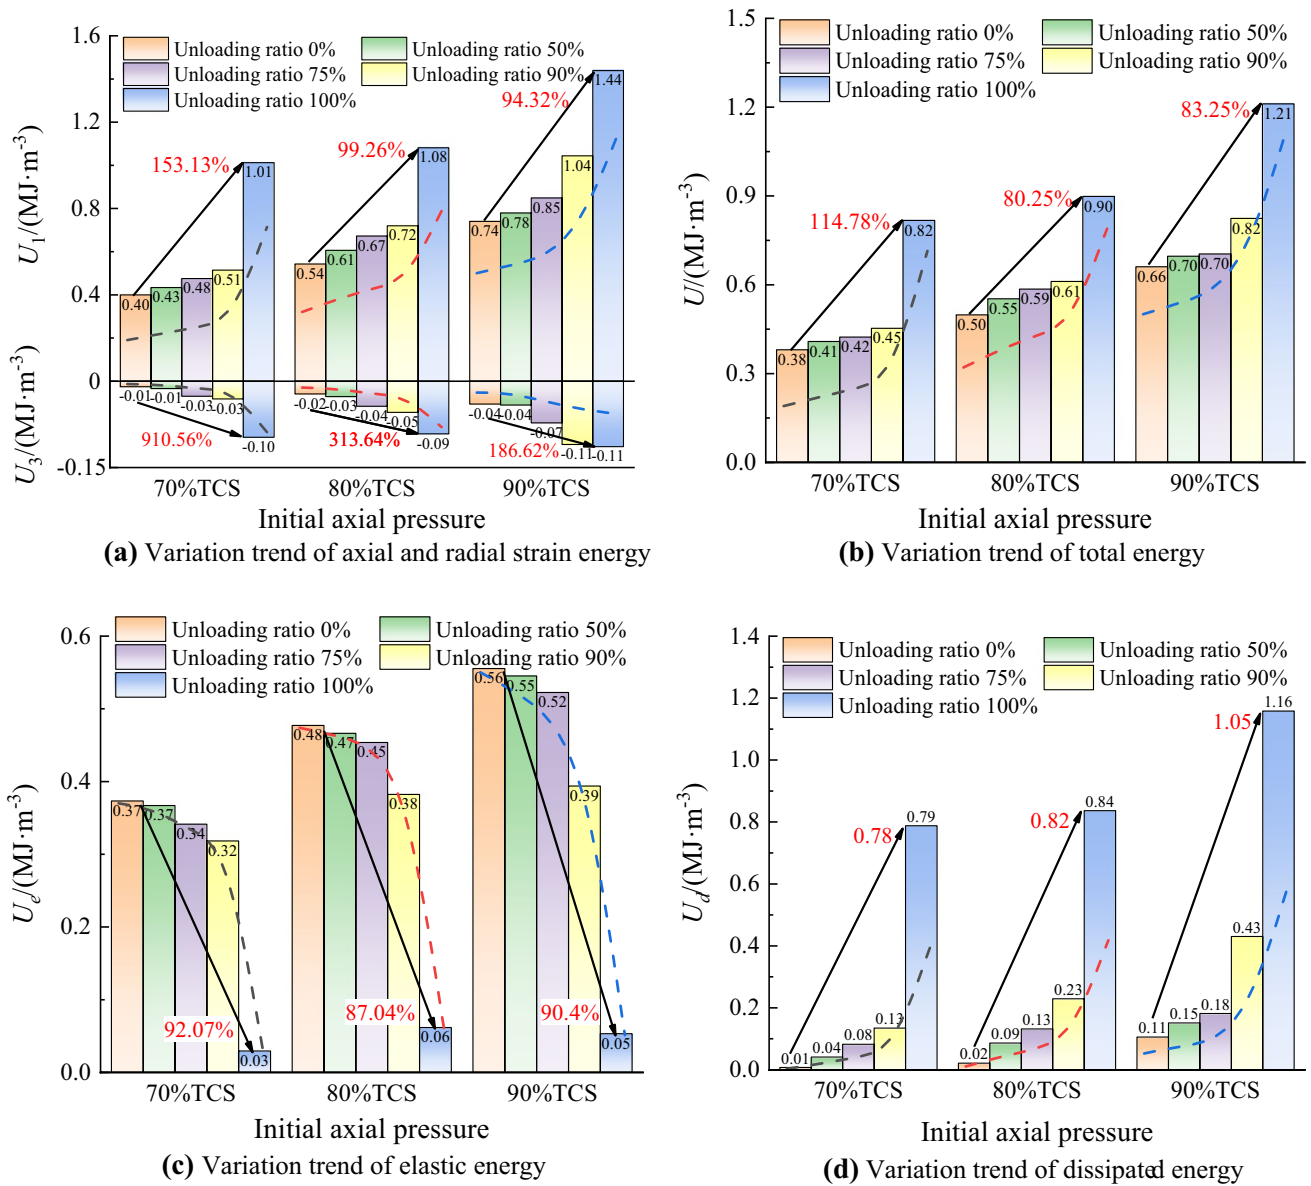 1.6
1.2
0.8
0.4
0
-0.15
U1/(MJ·m-3)
U3/(MJ·m-3)
Unloading ratio 0%
Unloading ratio 50%
Unloading ratio 75%
Unloading ratio 90%
Unloading ratio 100%
153.13%
99.26%
94.32%
0.40
0.43
0.48
0.51
1.01
0.54
0.61
0.67
0.72
1.08
0.74
0.78
0.85
1.04
1.44
-0.01
-0.01
-0.03
-0.03
-0.10
-0.02
-0.03
-0.04
-0.05
-0.09
-0.04
-0.04
-0.07
-0.11
-0.11
910.56%
313.64%
186.62%
70%TCS
80%TCS
90%TCS
Initial axial pressure
(a) Variation trend of axial and radial strain energy
1.5
1.2
0.9
0.6
0.3
0.0
U/(MJ·m-3)
Unloading ratio 0%
Unloading ratio 50%
Unloading ratio 75%
Unloading ratio 90%
Unloading ratio 100%
114.78%
80.25%
83.25%
0.38
0.41
0.42
0.45
0.82
0.50
0.55
0.59
0.61
0.90
0.66
0.70
0.70
0.82
1.21
70%TCS
80%TCS
90%TCS
Initial axial pressure
(b) Variation trend of total energy
0.6
0.4
0.2
0.0
Ue/(MJ·m-3)
Unloading ratio 0%
Unloading ratio 50%
Unloading ratio 75%
Unloading ratio 90%
Unloading ratio 100%
0.37
0.37
0.34
0.32
0.03
0.48
0.47
0.45
0.38
0.06
0.56
0.55
0.52
0.39
0.05
92.07%
87.04%
90.4%
70%TCS
80%TCS
90%TCS
Initial axial pressure
(c) Variation trend of elastic energy
1.4
1.2
1.0
0.8
0.6
0.4
0.2
0.0
Ud/(MJ·m-3)
Unloading ratio 0%
Unloading ratio 50%
Unloading ratio 75%
Unloading ratio 90%
Unloading ratio 100%
0.78
0.82
1.05
0.01
0.04
0.08
0.13
0.79
0.02
0.09
0.13
0.23
0.84
0.11
0.15
0.18
0.43
1.16
70%TCS
80%TCS
90%TCS
Initial axial pressure
(d) Variation trend of dissipated energy